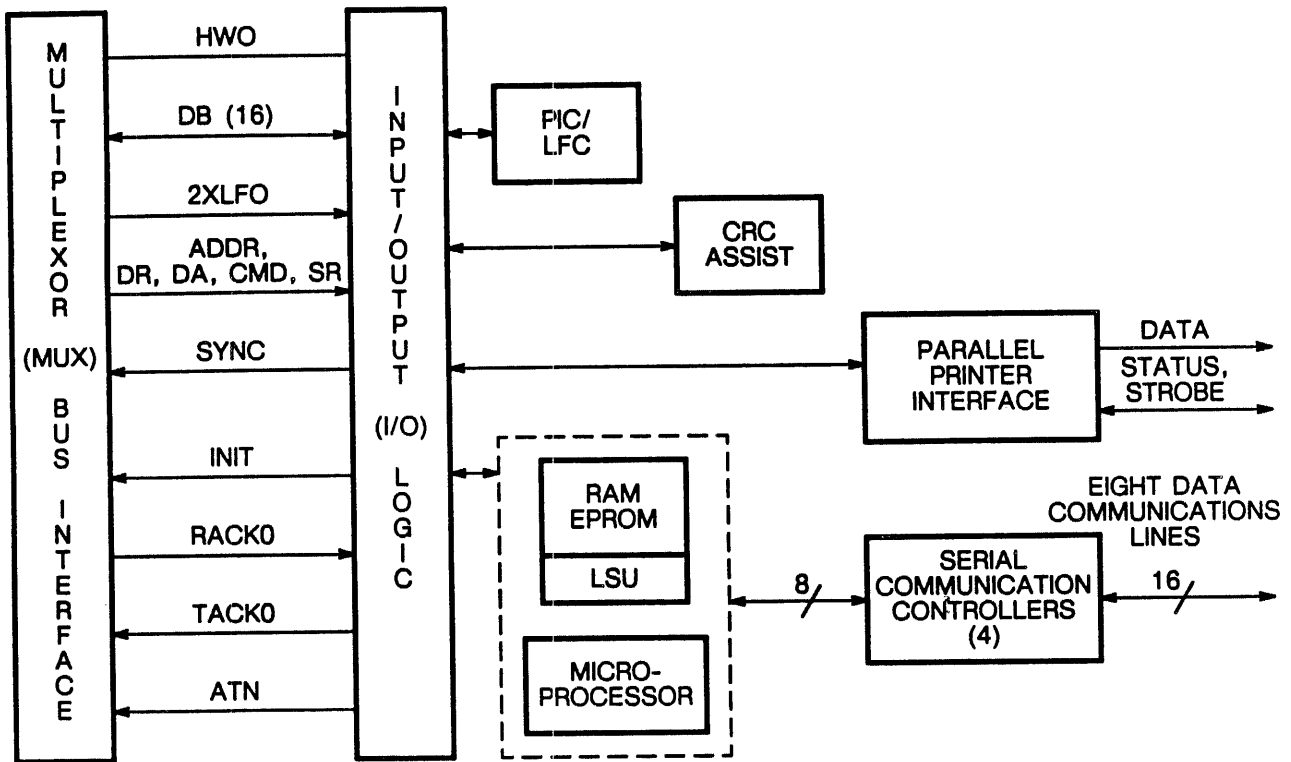 MULTIPLEXOR (MUX) BUS INTERFACE
HWO
DB (16)
2XLFO
ADDR,
DR, DA, CMD, SR
SYNC
INIT
RACK0
TACK0
ATN
INPUT/OUTPUT (I/O) LOGIC
PIC/
LFC
CRC
ASSIST
PARALLEL
PRINTER
INTERFACE
DATA
STATUS,
STROBE
RAM
EPROM
LSU
MICRO-
PROCESSOR
8
SERIAL
COMMUNICATION
CONTROLLERS
(4)
EIGHT DATA
COMMUNICATIONS
LINES
16